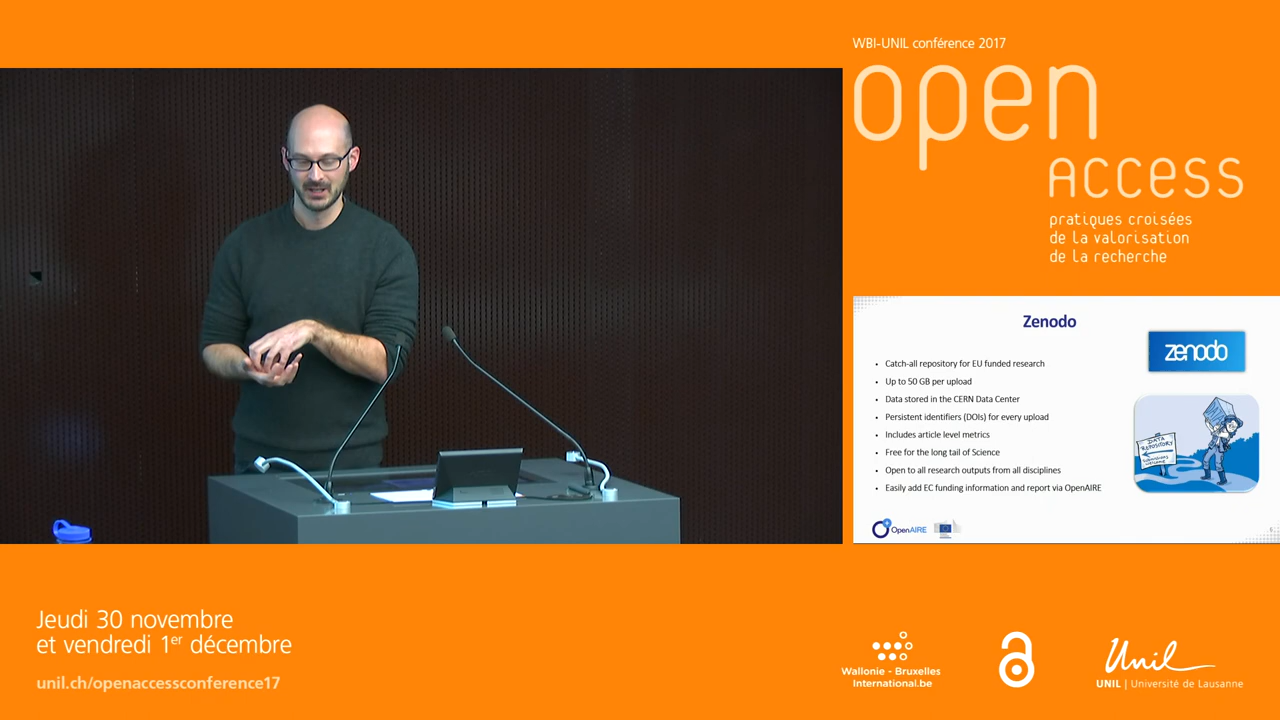 WBI-UNIL conférence 2017
open
access
pratiques croisées
de la valorisation
de la recherche
Zenodo
zenodo
• Catch-all repository for EU funded research
• Up to 50 GB per upload
• Data stored in the CERN Data Center
• Persistent identifiers (DOIs) for every upload
• Includes article level metrics
• Free for the long tail of Science
• Open to all research outputs from all disciplines
• Easily add EC funding information and report via OpenAIRE
DATA
REPOSITORY
OpenAIRE
Jeudi 30 novembre
et vendredi 1er décembre
unil.ch/openaccessconference17
Wallonie - Bruxelles
International.be
Unil
UNIL | Université de Lausanne